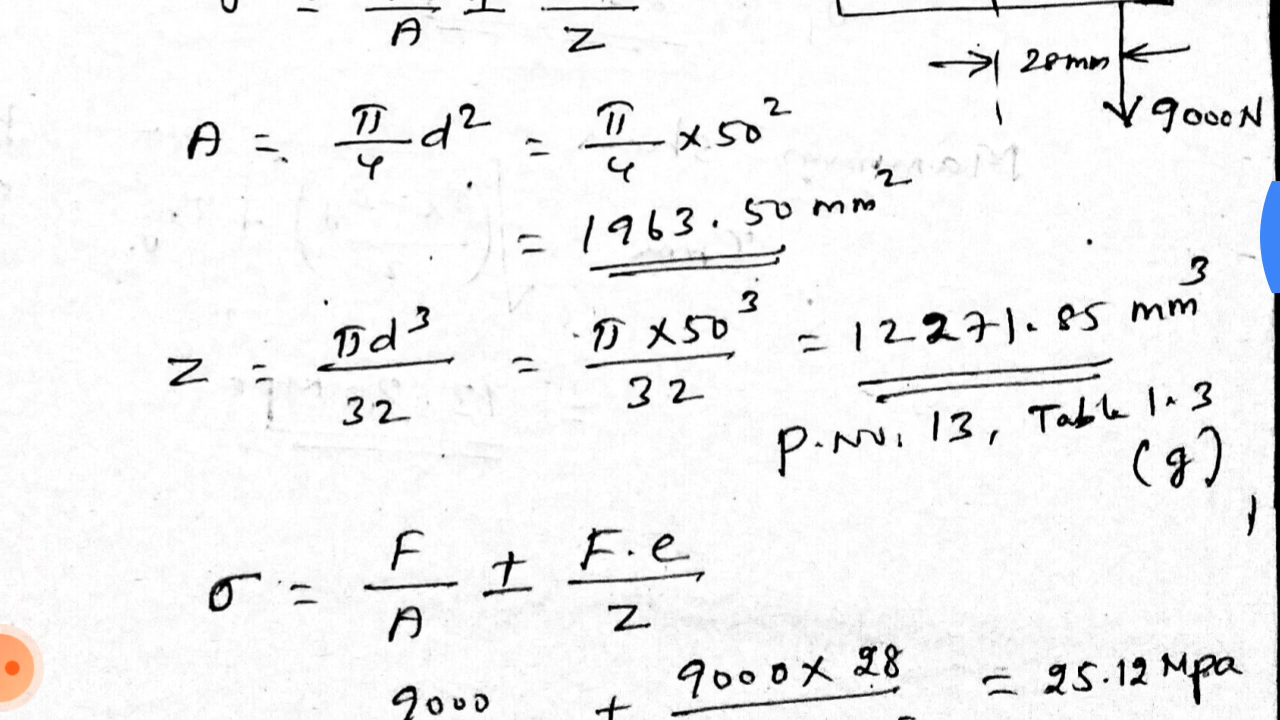 σ = /A ± /Z
28mm
9000N
A = π/4 d² = π/4 × 50²
= 1963.50 mm²
Z = πd³/32 = π × 50³/32 = 12271.85 mm³
P.No. 13, Table 1.3
(g)
σ = F/A ± F.e/Z
9000 + 9000 × 28 = 25.12 Mpa